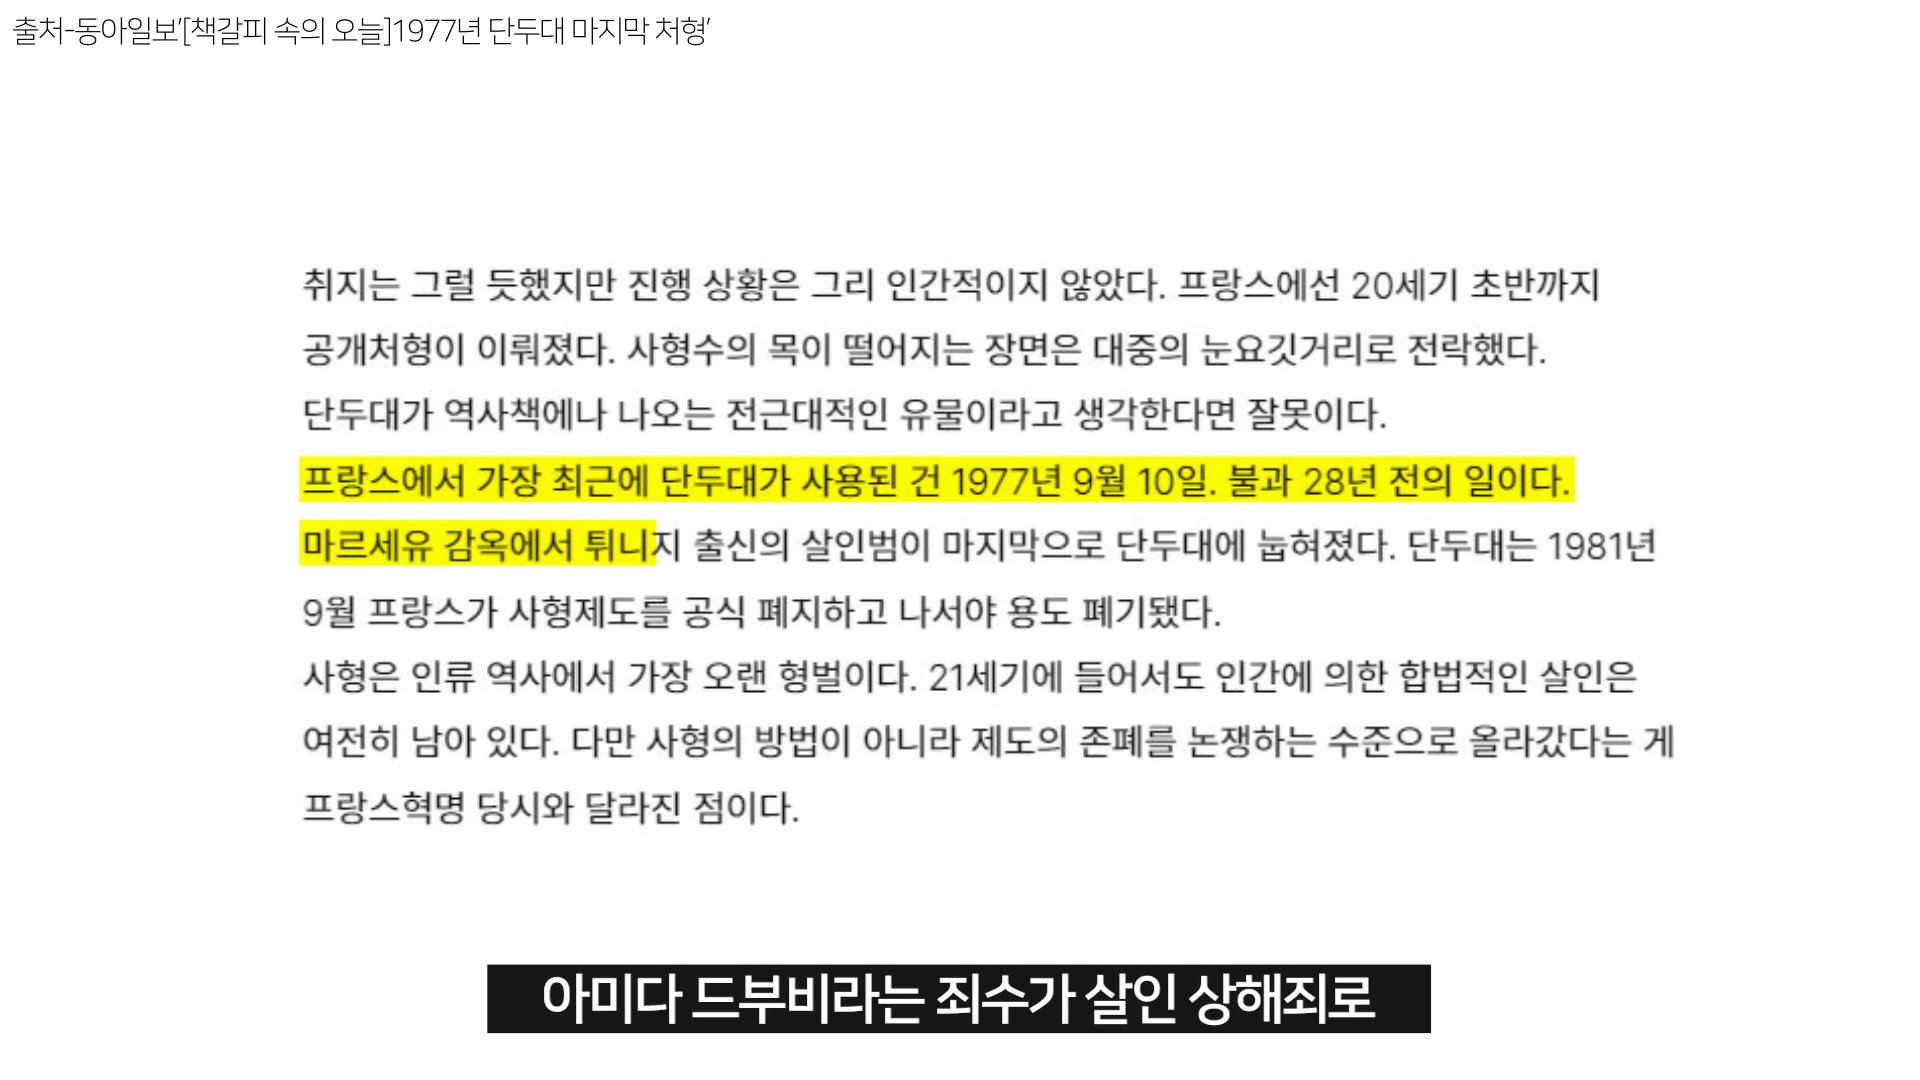 출처-동아일보'[책갈피 속의 오늘]1977년 단두대 마지막 처형'
취지는 그럴 듯했지만 진행 상황은 그리 인간적이지 않았다. 프랑스에선 20세기 초반까지
공개처형이 이뤄졌다. 사형수의 목이 떨어지는 장면은 대중의 눈요깃거리로 전락했다.
단두대가 역사책에나 나오는 전근대적인 유물이라고 생각한다면 잘못이다.
프랑스에서 가장 최근에 단두대가 사용된 건 1977년 9월 10일. 불과 28년 전의 일이다.
마르세유 감옥에서 튀니지 출신의 살인범이 마지막으로 단두대에 눕혀졌다. 단두대는 1981년
9월 프랑스가 사형제도를 공식 폐지하고 나서야 용도 폐기됐다.
사형은 인류 역사에서 가장 오랜 형벌이다. 21세기에 들어서도 인간에 의한 합법적인 살인은
여전히 남아 있다. 다만 사형의 방법이 아니라 제도의 존폐를 논쟁하는 수준으로 올라갔다는 게
프랑스혁명 당시와 달라진 점이다.
아미다 드부비라는 죄수가 살인 상해죄로